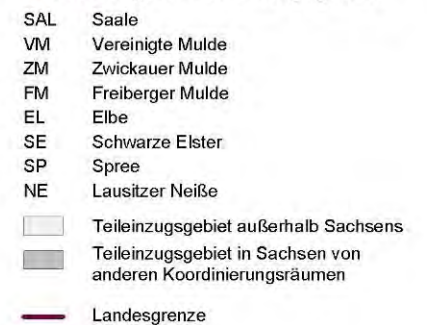 SAL Saale
VM Vereinigte Mulde
ZM Zwickauer Mulde
FM Freiberger Mulde
EL Elbe
SE Schwarze Elster
SP Spree
NE Lausitzer Neiße
Teileinzugsgebiet außerhalb Sachsens
Teileinzugsgebiet in Sachsen von
anderen Koordinierungsräumen
Landesgrenze